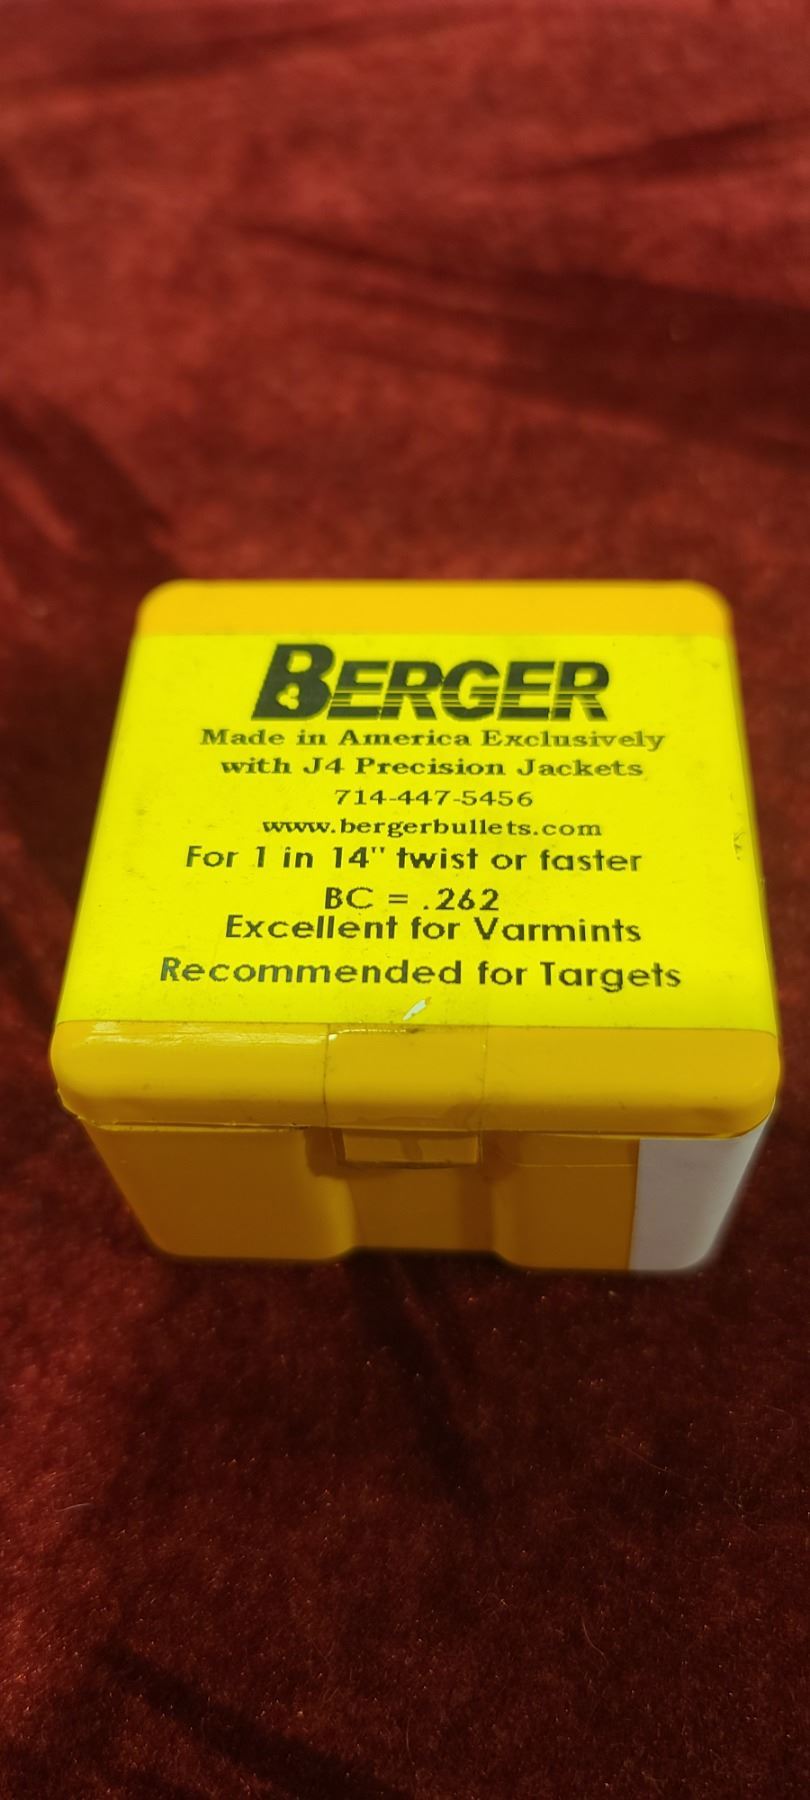 BERGER
Made in America Exclusively
with J4 Precision Jackets
714-447-5456
www.bergerbullets.com
For 1 in 14" twist or faster
BC = .262
Excellent for Varmints
Recommended for Targets